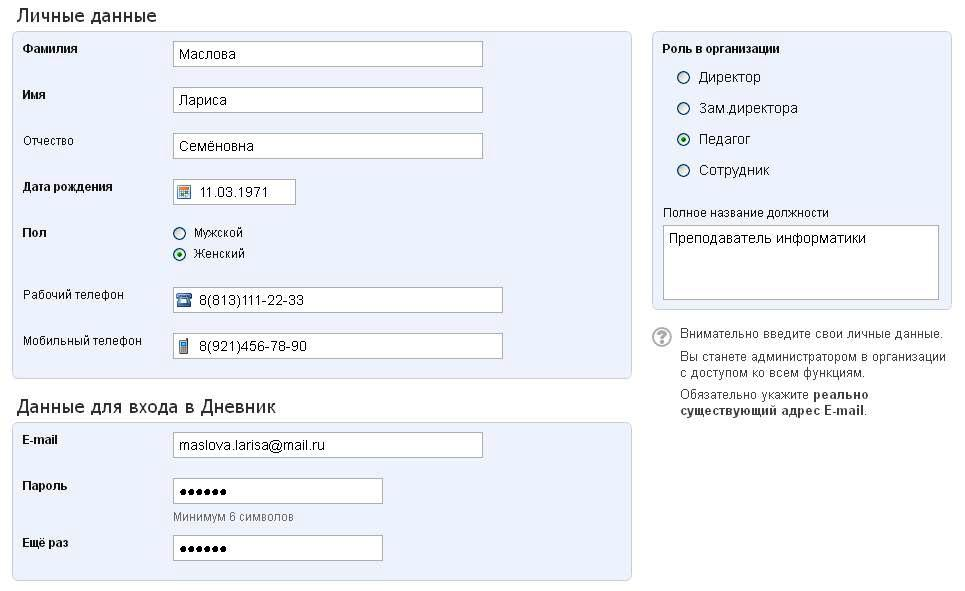 Личные данные
Фамилия
Маслова
Имя
Лариса
Отчество
Семёновна
Дата рождения
11.03.1971
Пол
Мужской
Женский
Рабочий телефон
8(813)111-22-33
Мобильный телефон
8(921)456-78-90
Данные для входа в Дневник
E-mail
maslova.larisa@mail.ru
Пароль
••••••
Минимум 6 символов
Ещё раз
••••••
Роль в организации
Директор
Зам.директора
Педагог
Сотрудник
Полное название должности
Преподаватель информатики
Внимательно введите свои личные данные.
Вы станете администратором в организации
с доступом ко всем функциям.
Обязательно укажите реально
существующий адрес E-mail.